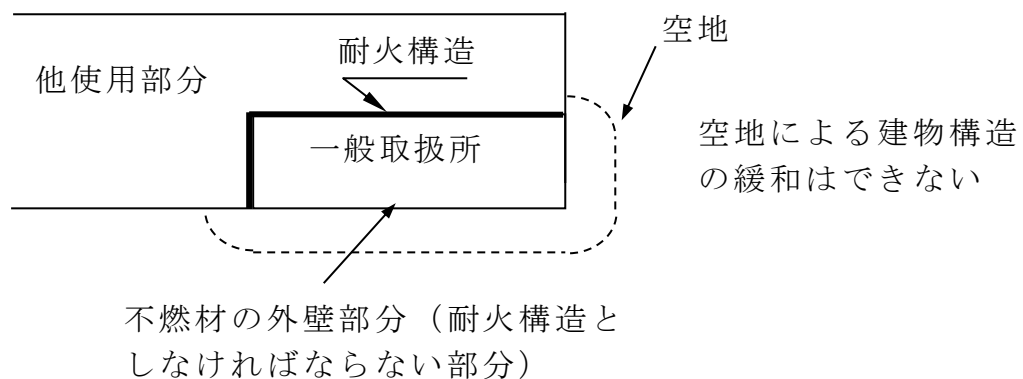 空地
耐火構造
他使用部分
一般取扱所
空地による建物構造
の緩和はできない
不燃材の外壁部分（耐火構造と
しなければならない部分）